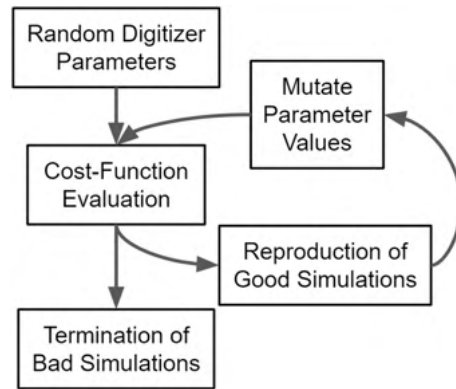 Random Digitizer
Parameters
Mutate
Parameter
Values
Cost-Function
Evaluation
Reproduction of
Good Simulations
Termination of
Bad Simulations